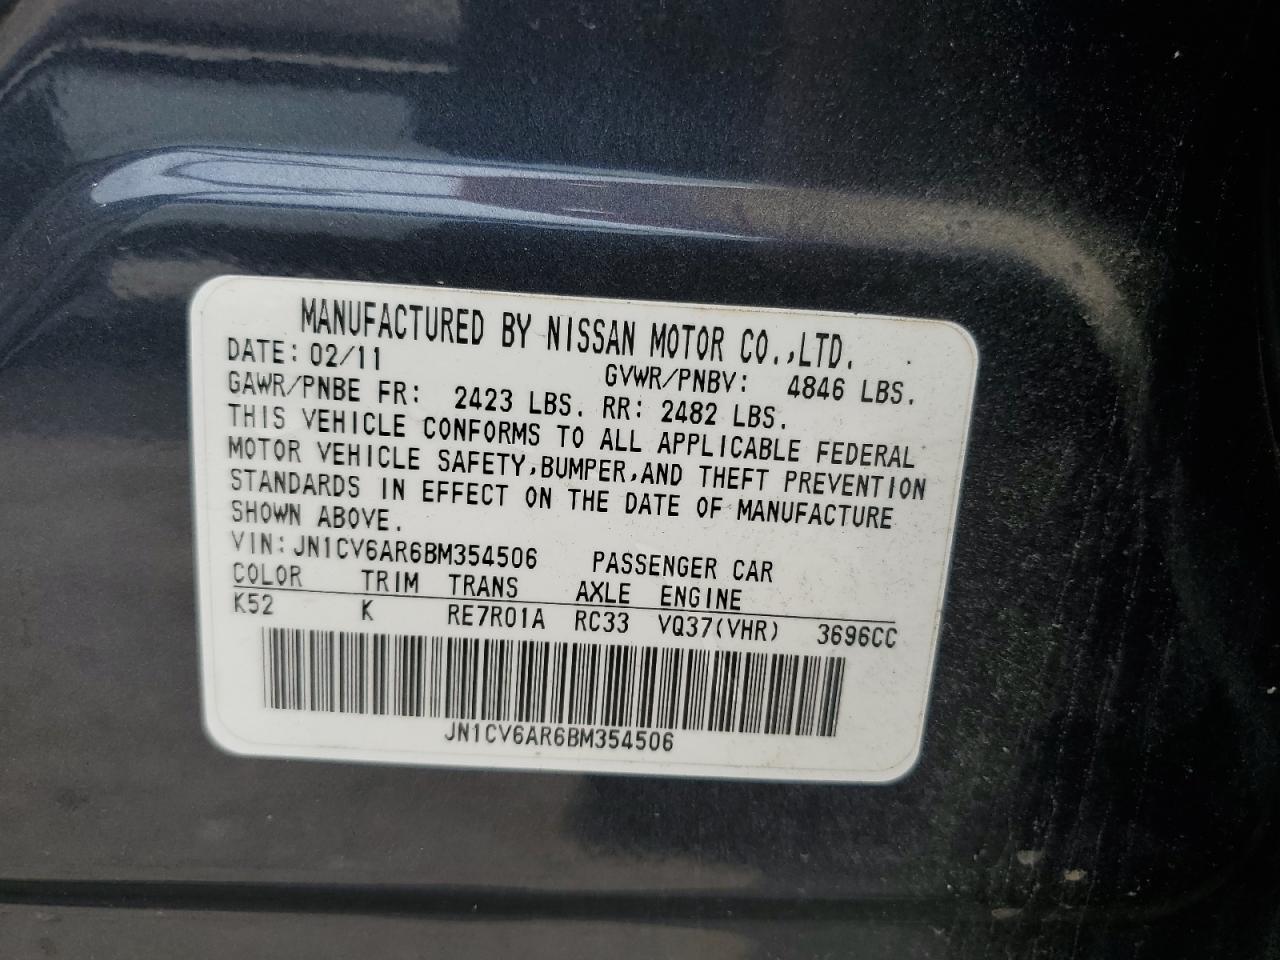 MANUFACTURED BY NISSAN MOTOR CO.,LTD.
DATE: 02/11 GVWR/PNBV: 4846 LBS.
GAWR/PNBE FR: 2423 LBS. RR: 2482 LBS.
THIS VEHICLE CONFORMS TO ALL APPLICABLE FEDERAL
MOTOR VEHICLE SAFETY,BUMPER,AND THEFT PREVENTION
STANDARDS IN EFFECT ON THE DATE OF MANUFACTURE
SHOWN ABOVE.
VIN: JN1CV6AR6BM354506 PASSENGER CAR
COLOR TRIM TRANS AXLE ENGINE
K52 K RE7R01A RC33 VQ37(VHR) 3696CC
JN1CV6AR6BM354506